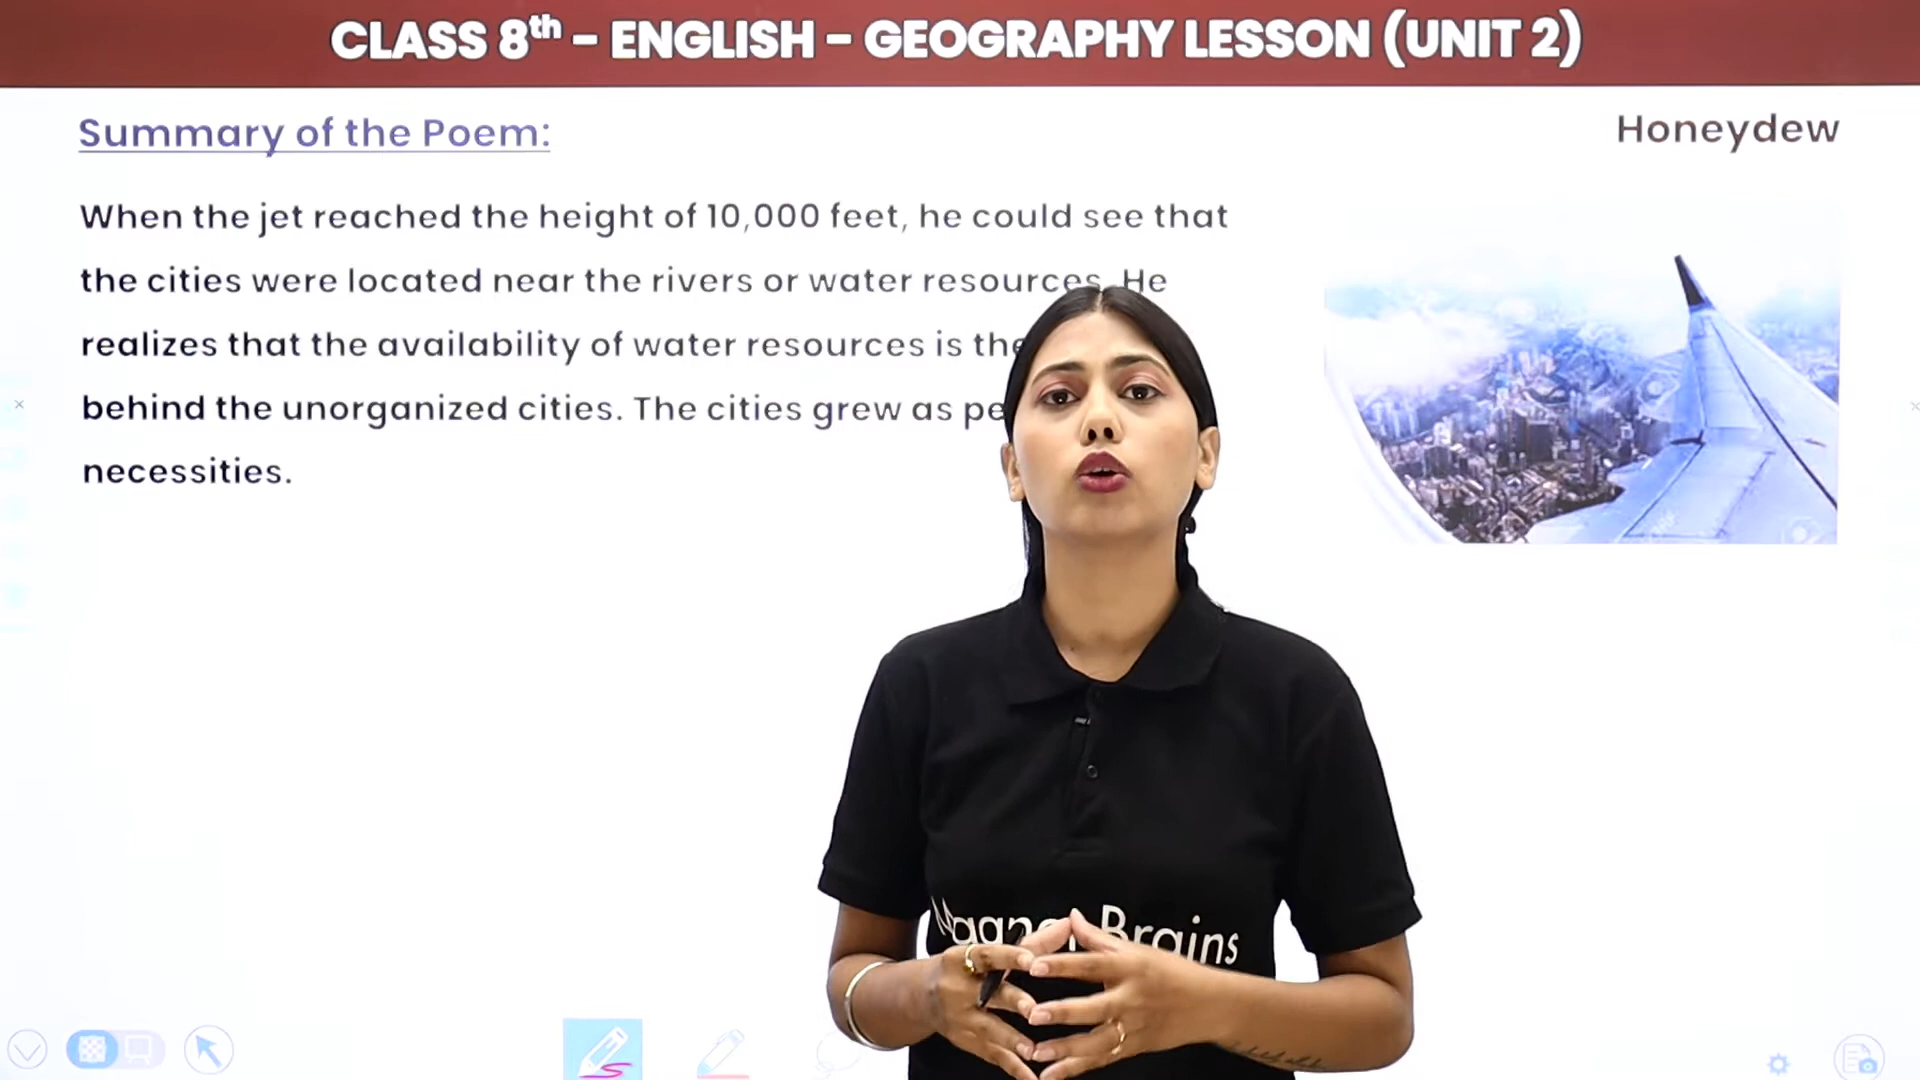 CLASS 8th - ENGLISH - GEOGRAPHY LESSON (UNIT 2)
Summary of the Poem:
Honeydew
When the jet reached the height of 10,000 feet, he could see that
the cities were located near the rivers or water resources. He
realizes that the availability of water resources is the
behind the unorganized cities. The cities grew as
necessities.
Brains